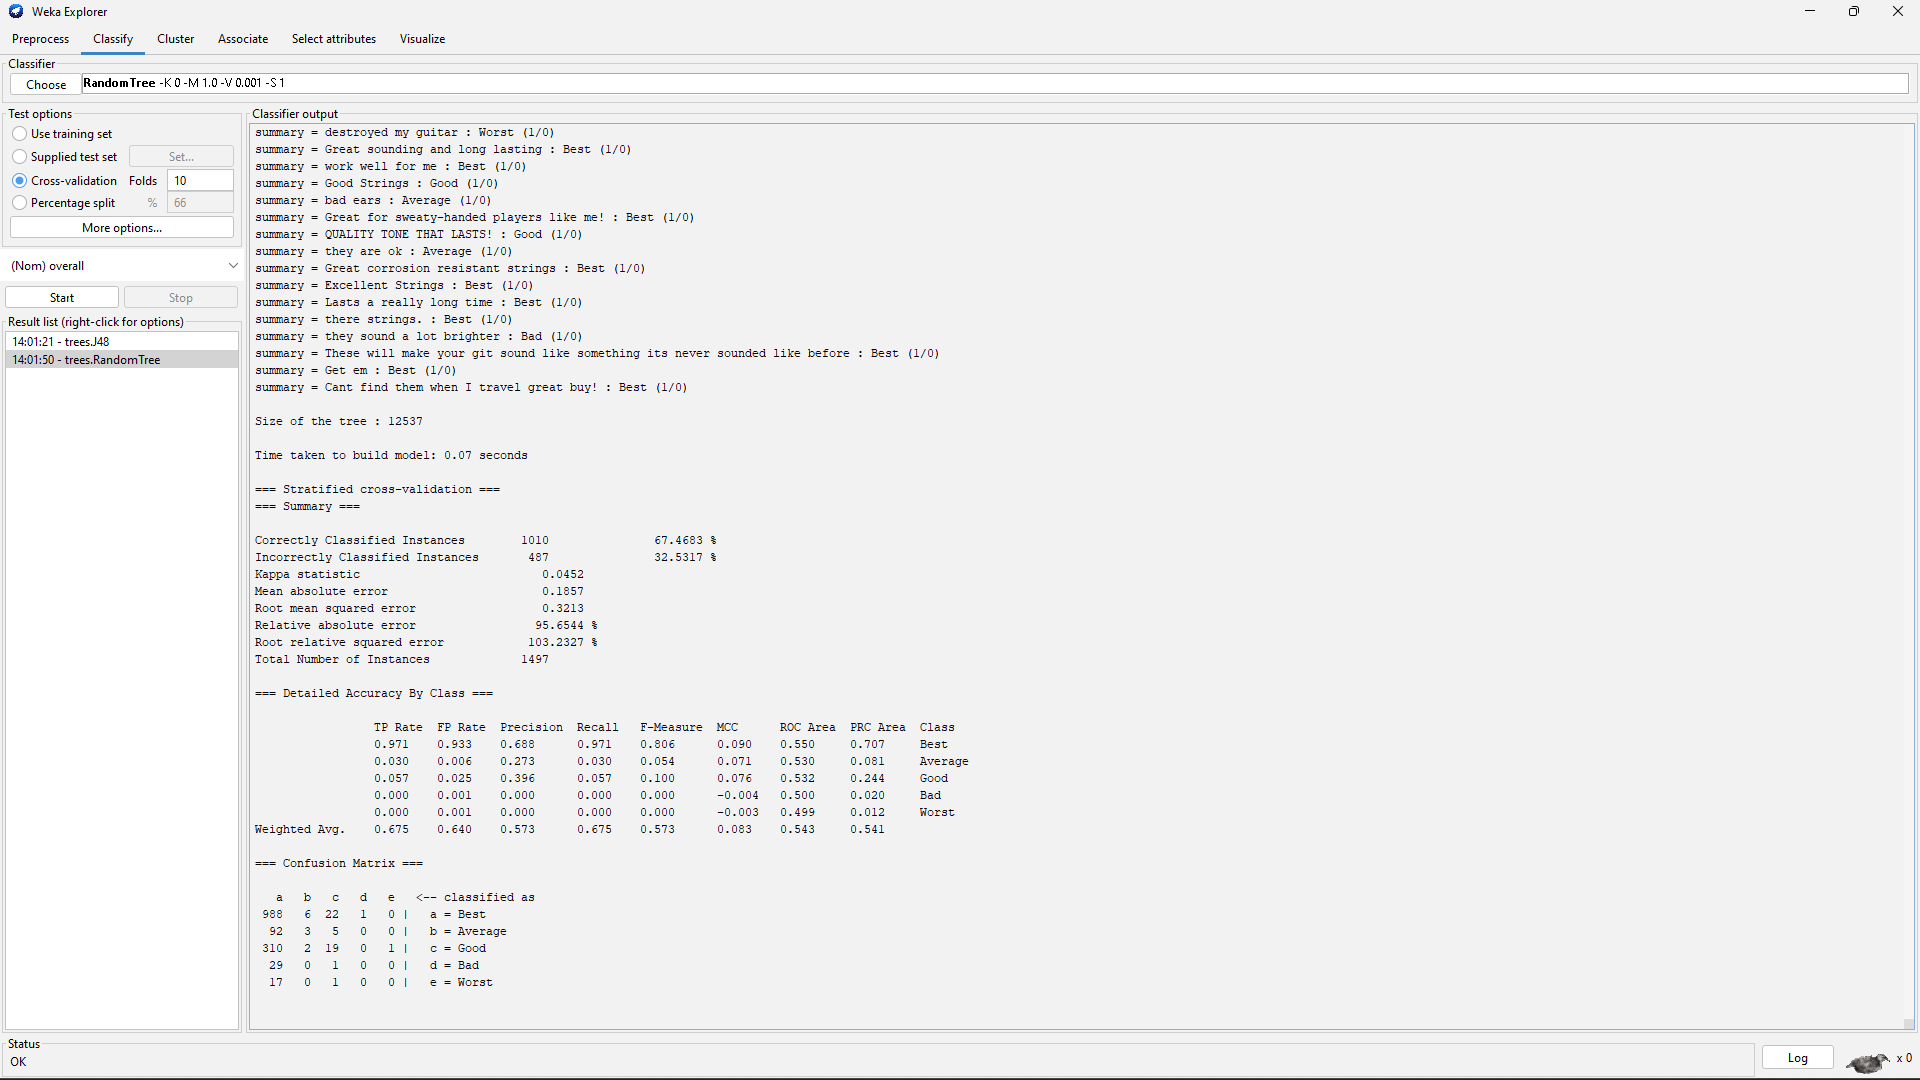 Weka Explorer
Preprocess Classify Cluster Associate Select attributes Visualize
Classifier
Choose RandomTree -K 0 -M 1.0 -V 0.001 -S 1
Test options
Use training set
Supplied test set Set...
Cross-validation Folds 10
Percentage split % 66
More options...
(Nom) overall
Start Stop
Result list (right-click for options)
14:01:21 - trees.J48
14:01:50 - trees.RandomTree
Classifier output
summary = destroyed my guitar : Worst (1/0)
summary = Great sounding and long lasting : Best (1/0)
summary = work well for me : Best (1/0)
summary = Good Strings : Good (1/0)
summary = bad ears : Average (1/0)
summary = Great for sweaty-handed players like me! : Best (1/0)
summary = QUALITY TONE THAT LASTS! : Good (1/0)
summary = they are ok : Average (1/0)
summary = Great corrosion resistant strings : Best (1/0)
summary = Excellent Strings : Best (1/0)
summary = Lasts a really long time : Best (1/0)
summary = there strings. : Best (1/0)
summary = they sound a lot brighter : Bad (1/0)
summary = These will make your git sound like something its never sounded like before : Best (1/0)
summary = Get em : Best (1/0)
summary = Cant find them when I travel great buy! : Best (1/0)
Size of the tree : 12537
Time taken to build model: 0.07 seconds
=== Stratified cross-validation ===
=== Summary ===
Correctly Classified Instances 1010 67.4683 %
Incorrectly Classified Instances 487 32.5317 %
Kappa statistic 0.0452
Mean absolute error 0.1857
Root mean squared error 0.3213
Relative absolute error 95.6544 %
Root relative squared error 103.2327 %
Total Number of Instances 1497
=== Detailed Accuracy By Class ===
TP Rate FP Rate Precision Recall F-Measure MCC ROC Area PRC Area Class
0.971 0.933 0.688 0.971 0.806 0.090 0.550 0.707 Best
0.030 0.006 0.273 0.030 0.054 0.071 0.530 0.081 Average
0.057 0.025 0.396 0.057 0.100 0.076 0.532 0.244 Good
0.000 0.001 0.000 0.000 0.000 -0.004 0.500 0.020 Bad
0.000 0.001 0.000 0.000 0.000 -0.003 0.499 0.012 Worst
Weighted Avg. 0.675 0.640 0.573 0.675 0.573 0.083 0.543 0.541
=== Confusion Matrix ===
a b c d e <-- classified as
988 6 22 1 0 | a = Best
92 3 5 0 0 | b = Average
310 2 19 0 1 | c = Good
29 0 1 0 0 | d = Bad
17 0 1 0 0 | e = Worst
Status
OK
Log x 0